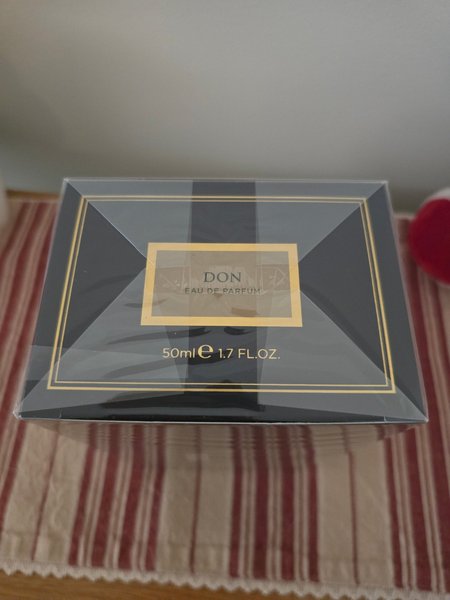 DON
EAU DE PARFUM
50ml ℮ 1.7 FL.OZ.